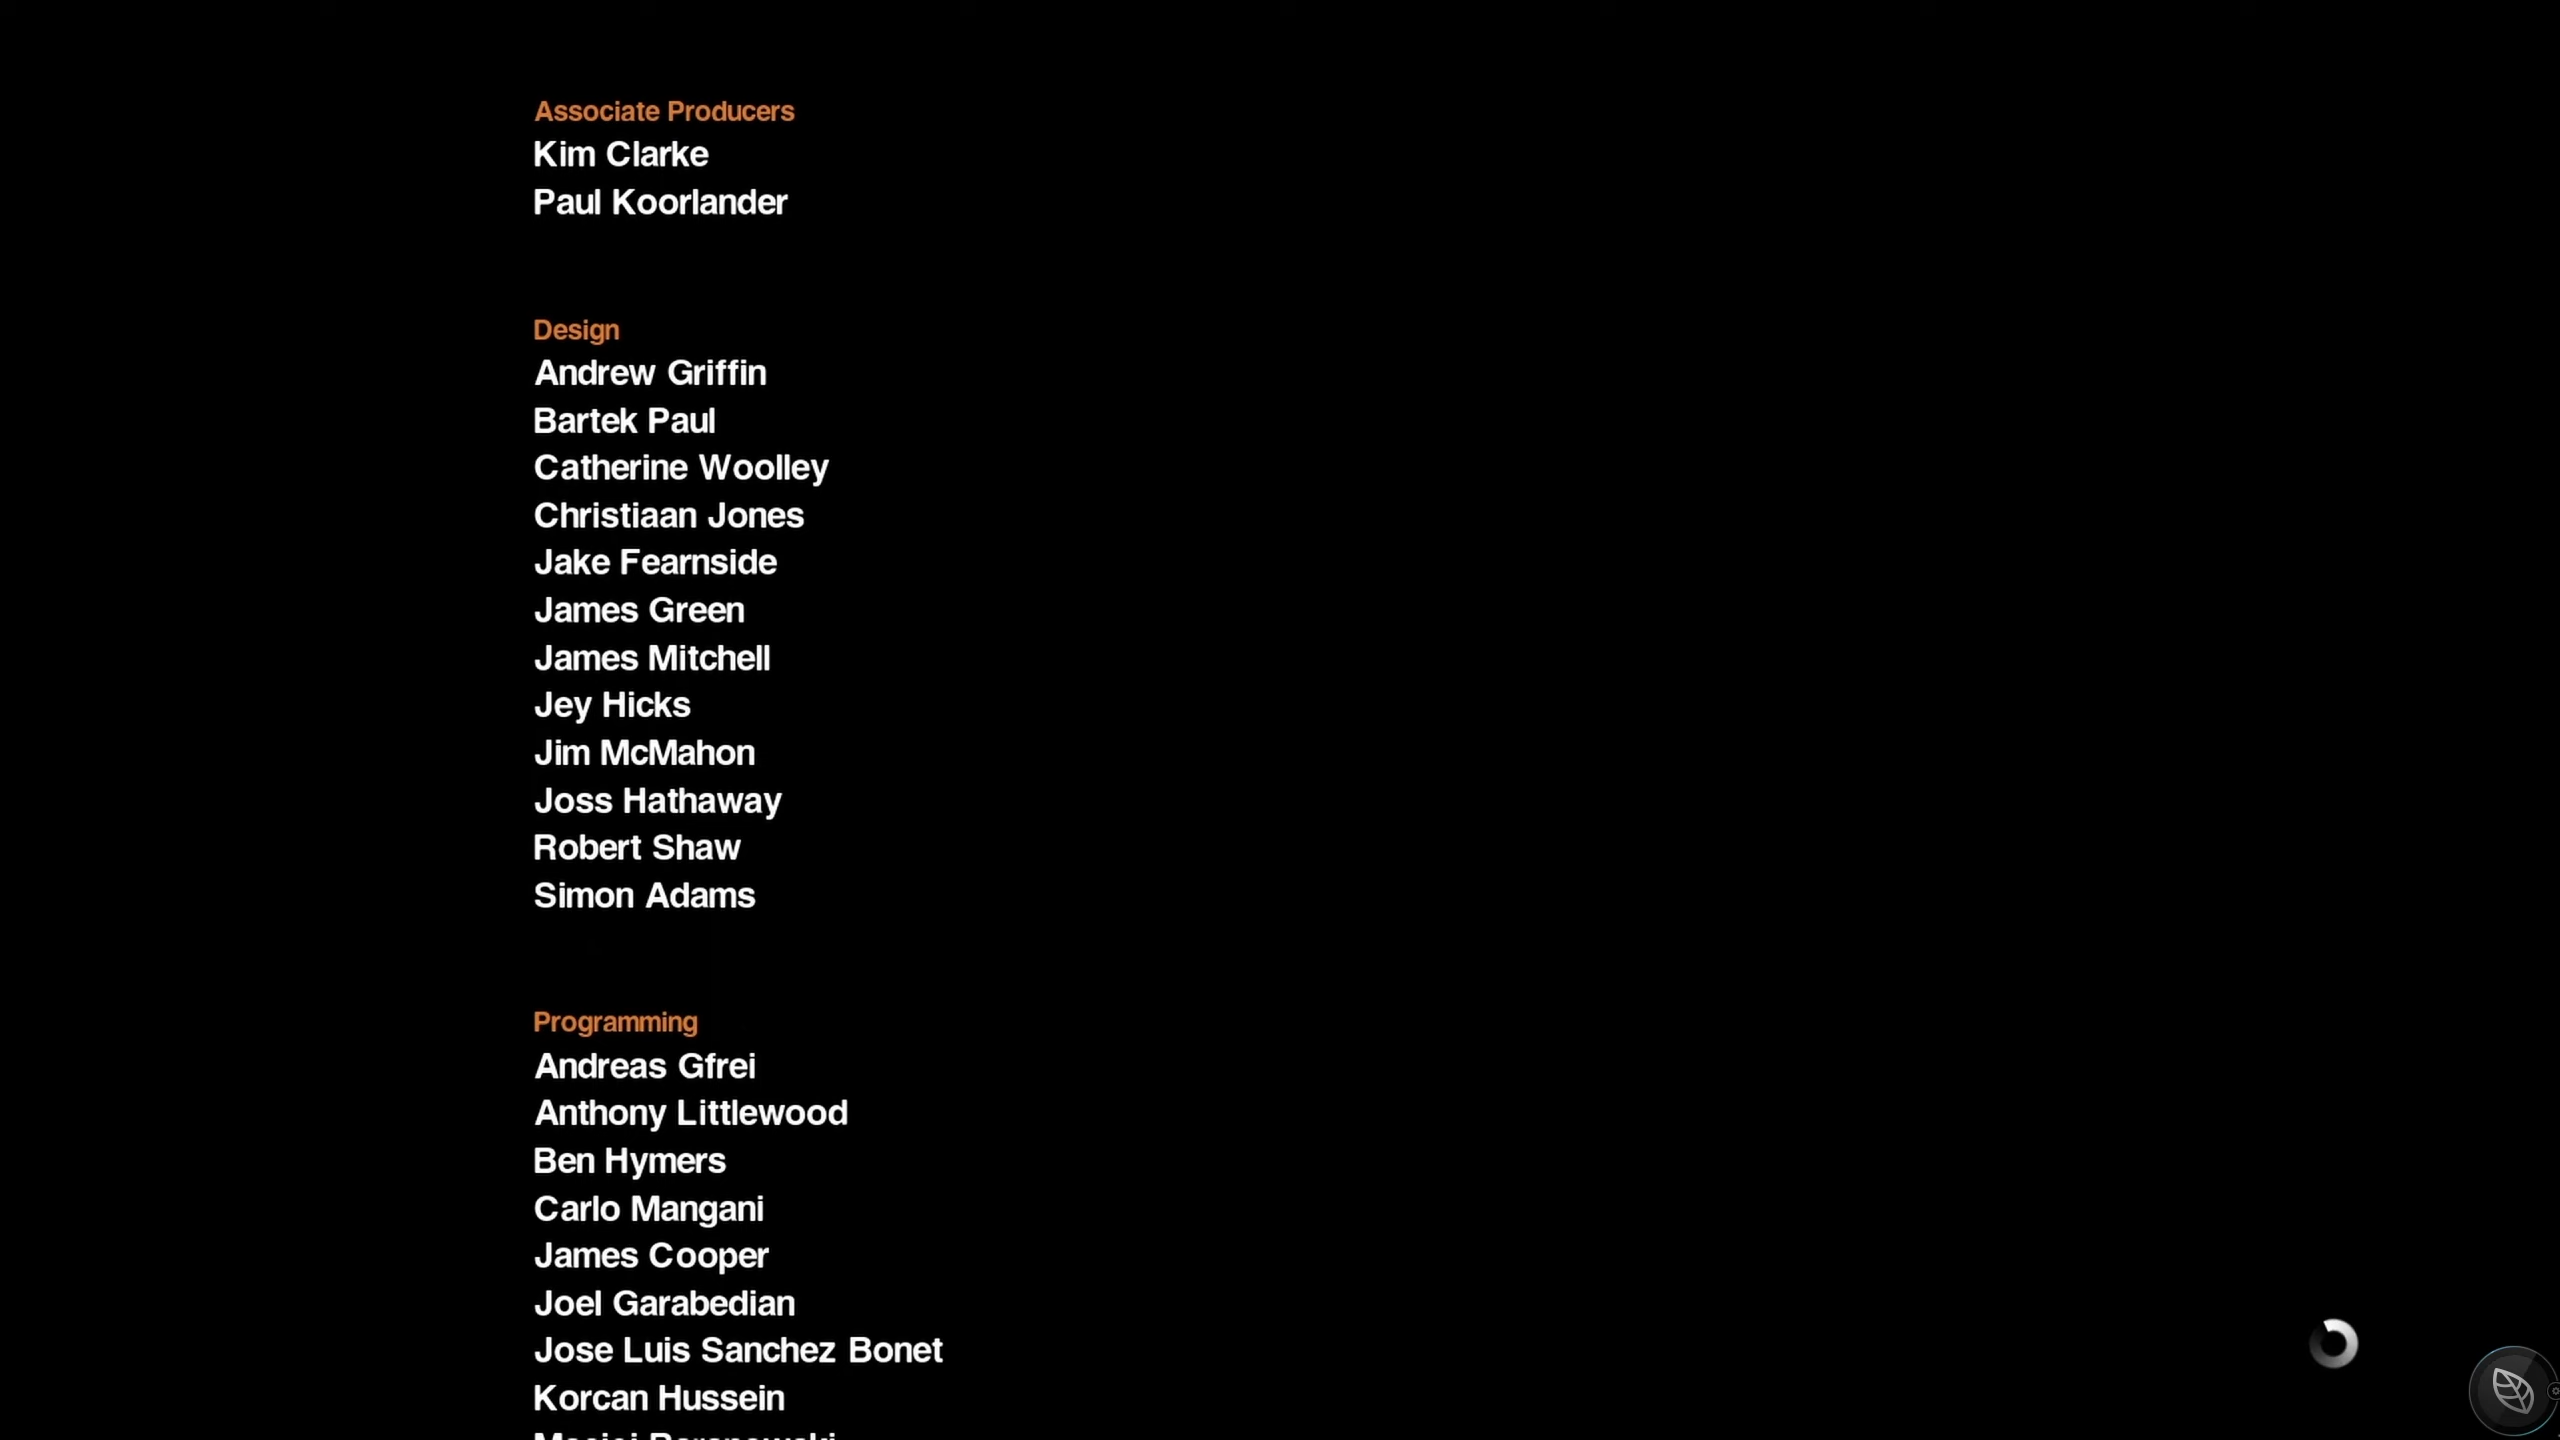 Associate Producers
Kim Clarke
Paul Koorlander
Design
Andrew Griffin
Bartek Paul
Catherine Woolley
Christiaan Jones
Jake Fearnside
James Green
James Mitchell
Jey Hicks
Jim McMahon
Joss Hathaway
Robert Shaw
Simon Adams
Programming
Andreas Gfrei
Anthony Littlewood
Ben Hymers
Carlo Mangani
James Cooper
Joel Garabedian
Jose Luis Sanchez Bonet
Korcan Hussein